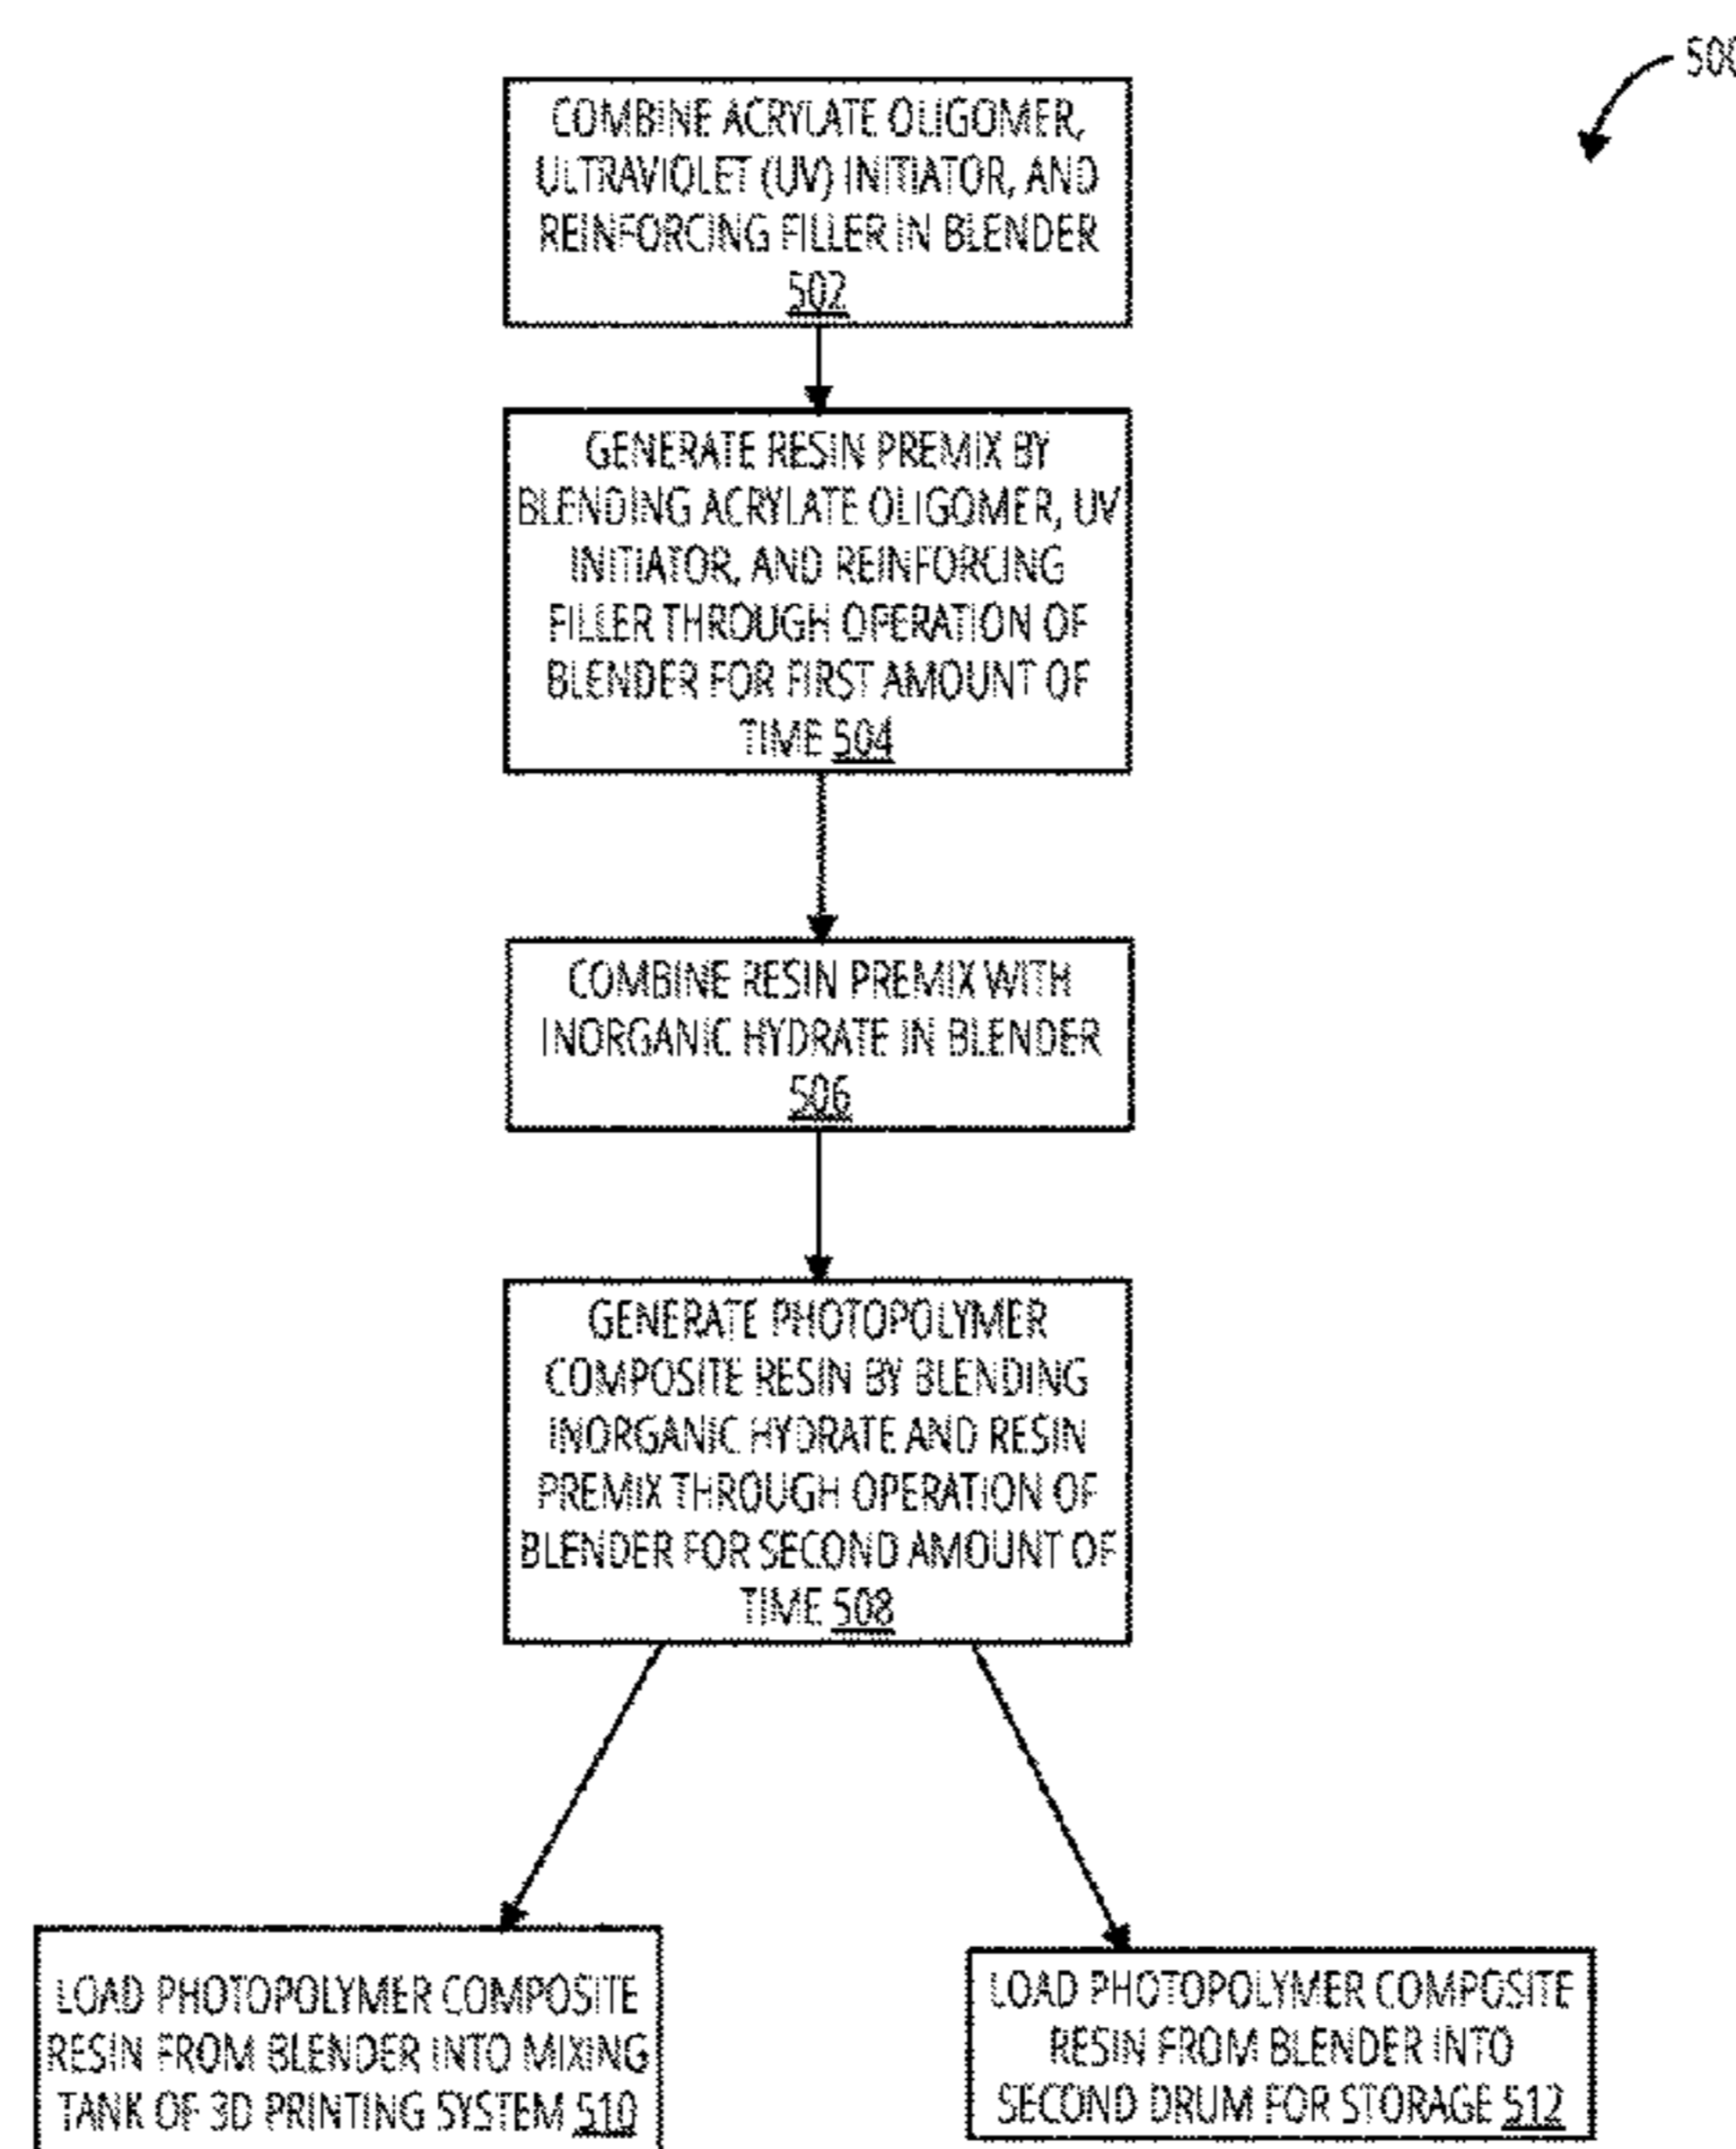 500
COMBINE ACRYLATE OLIGOMER,
ULTRAVIOLET (UV) INITIATOR, AND
REINFORCING FILLER IN BLENDER
502
GENERATE RESIN PREMIX BY
BLENDING ACRYLATE OLIGOMER, UV
INITIATOR, AND REINFORCING
FILLER THROUGH OPERATION OF
BLENDER FOR FIRST AMOUNT OF
TIME 504
COMBINE RESIN PREMIX WITH
INORGANIC HYDRATE IN BLENDER
506
GENERATE PHOTOPOLYMER
COMPOSITE RESIN BY BLENDING
INORGANIC HYDRATE AND RESIN
PREMIX THROUGH OPERATION OF
BLENDER FOR SECOND AMOUNT OF
TIME 508
LOAD PHOTOPOLYMER COMPOSITE
RESIN FROM BLENDER INTO MIXING
TANK OF 3D PRINTING SYSTEM 510
LOAD PHOTOPOLYMER COMPOSITE
RESIN FROM BLENDER INTO
SECOND DRUM FOR STORAGE 512